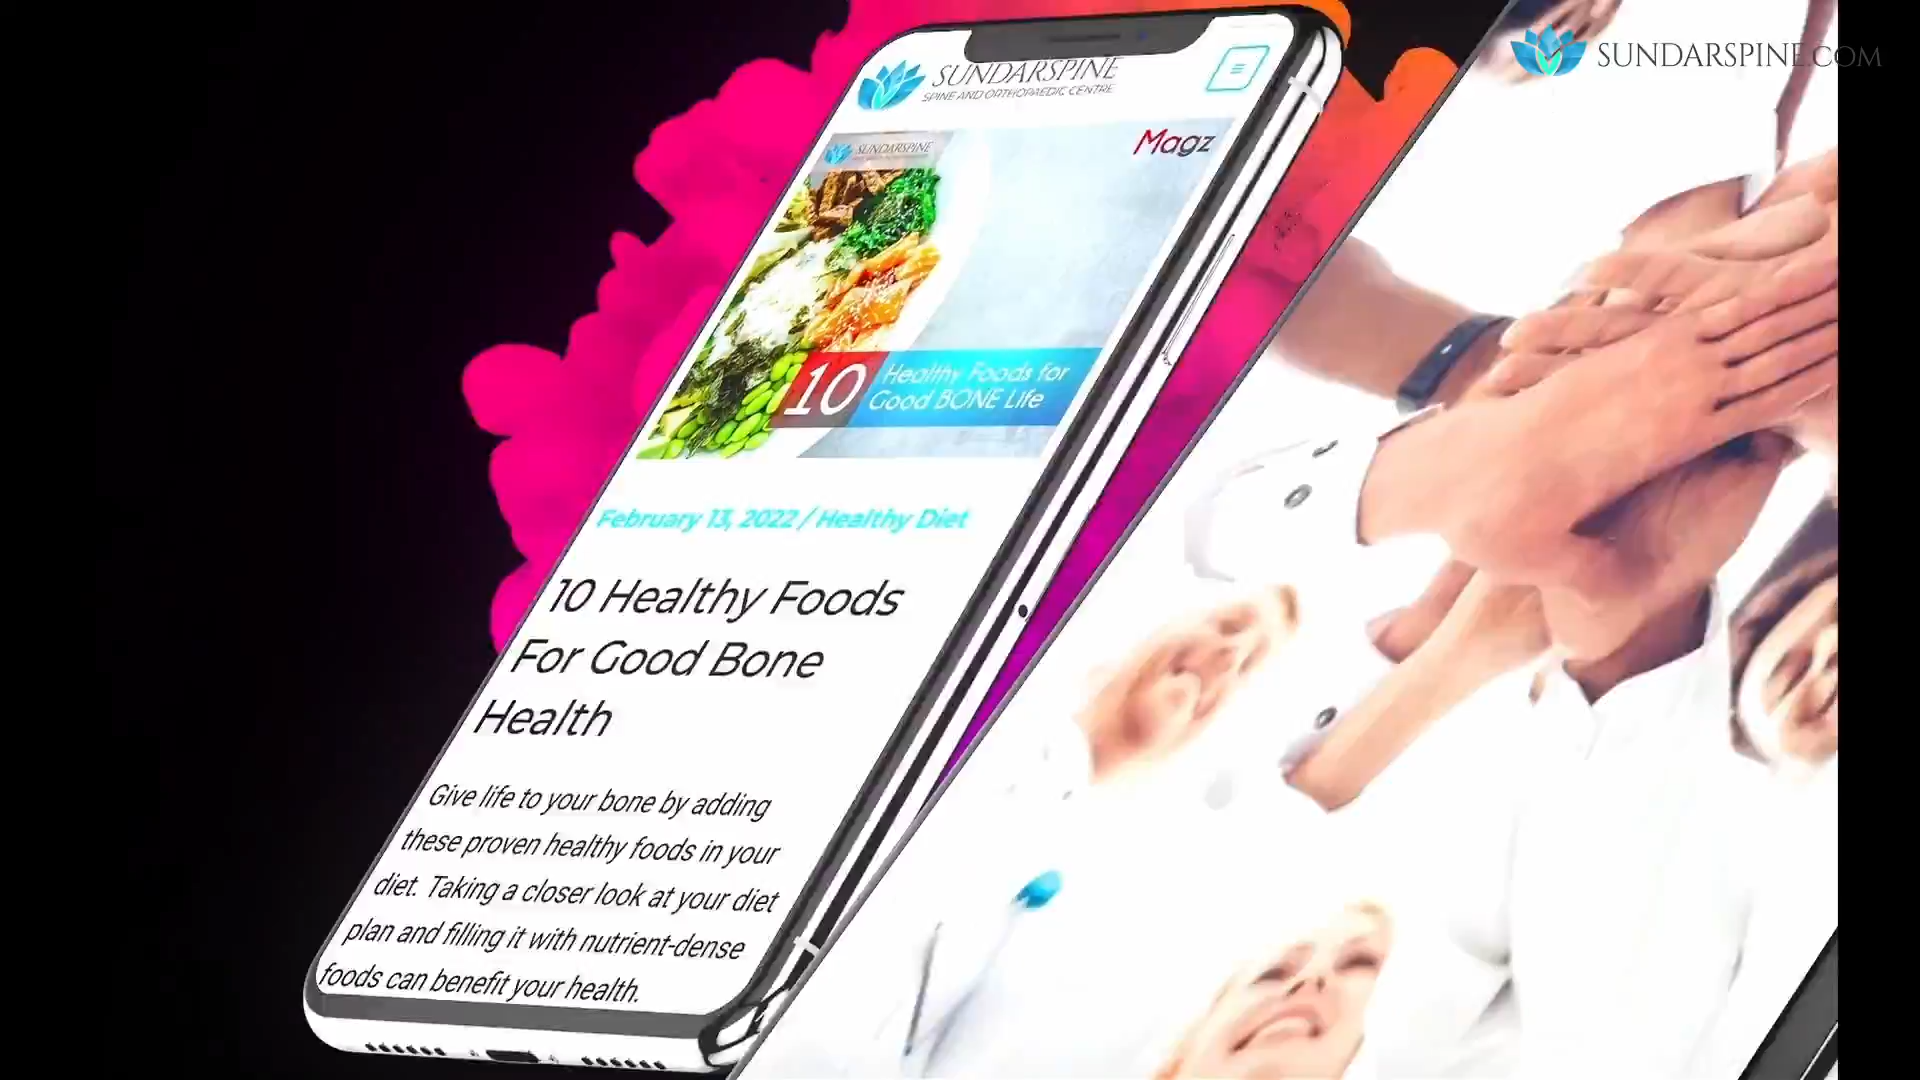 SUNDARSPINE.COM
SUNDARSPINE
SPINE AND ORTHOPAEDIC CENTRE
Magz
SUNDARSPINE
10
Healthy Foods for
Good BONE Life
February 13, 2022 / Healthy Diet
10 Healthy Foods
For Good Bone
Health
Give life to your bone by adding
these proven healthy foods in your
diet. Taking a closer look at your diet
plan and filling it with nutrient-dense
foods can benefit your health.